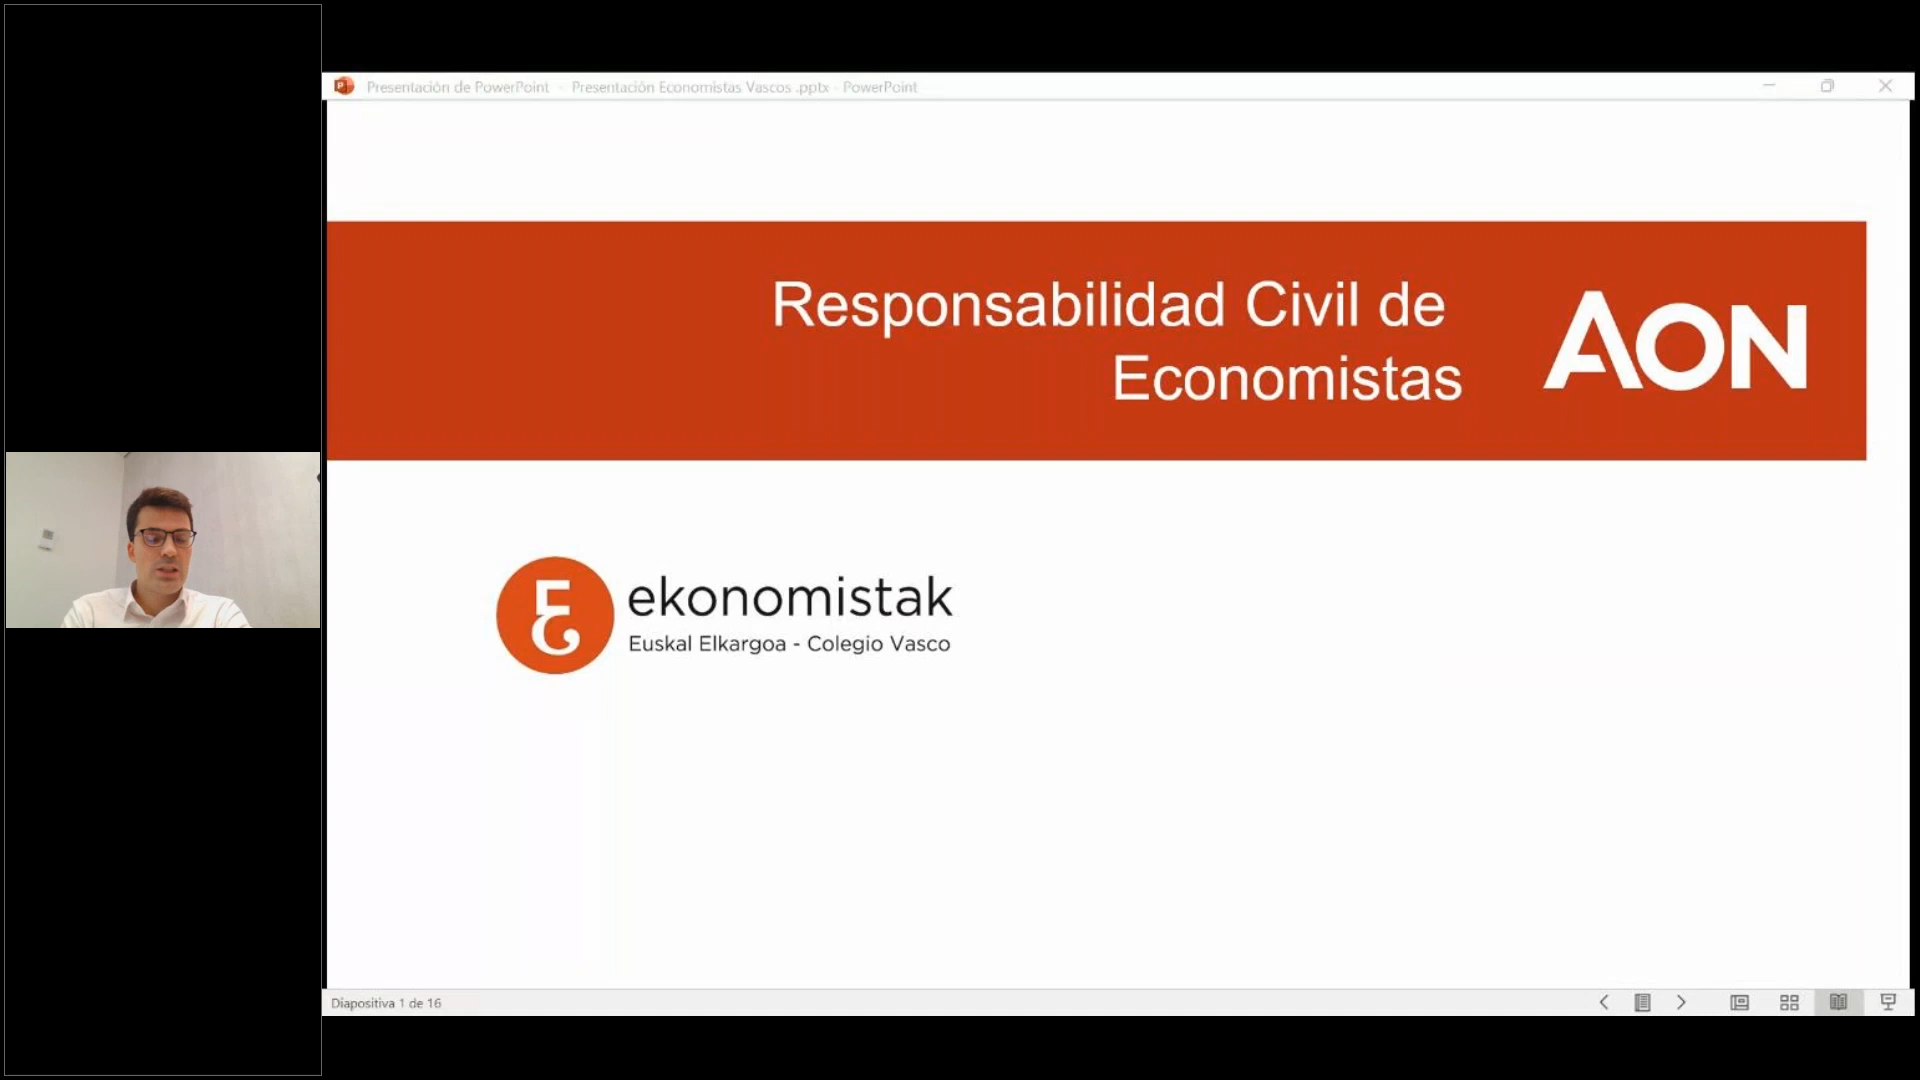 Presentación de PowerPoint - Presentación Economistas Vascos .pptx - PowerPoint
Responsabilidad Civil de
Economistas
AON
ekonomistak
Euskal Elkargoa - Colegio Vasco
Diapositiva 1 de 16